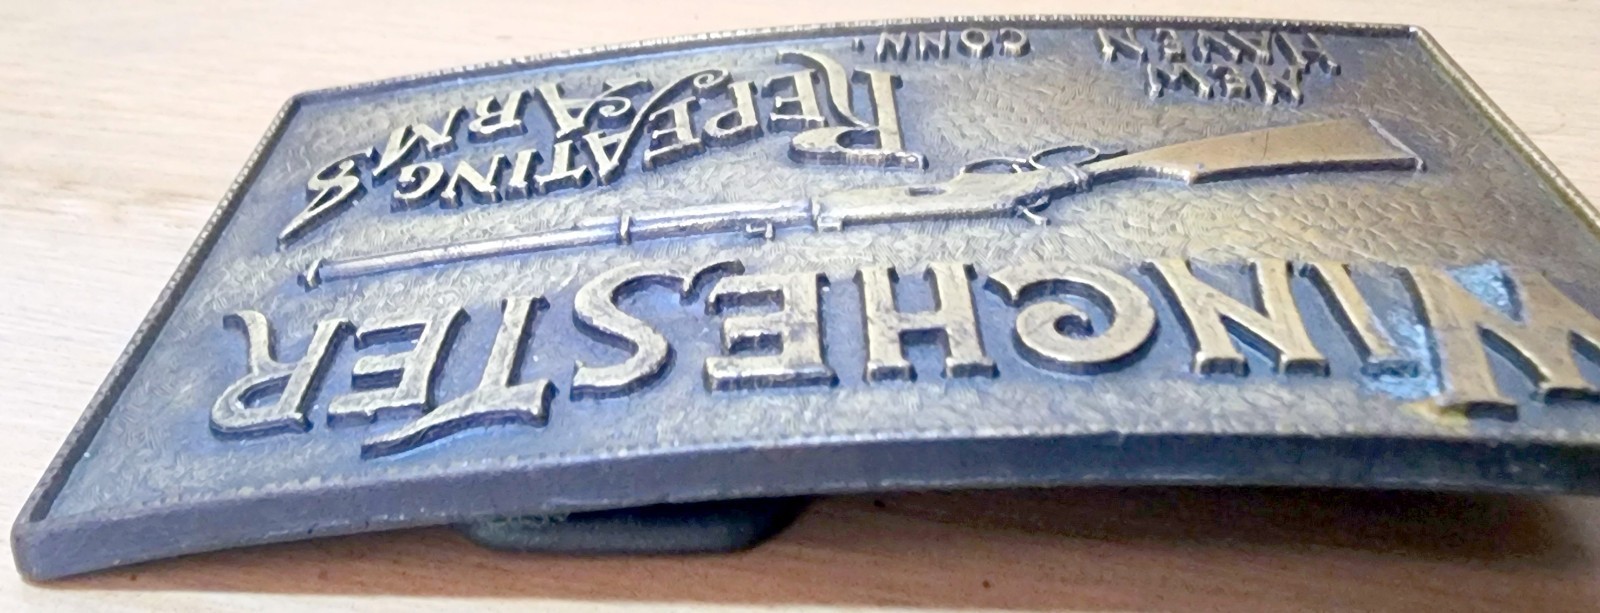 WINCHESTER
REPEATING
ARMS
NEW
HAVEN
CONN.